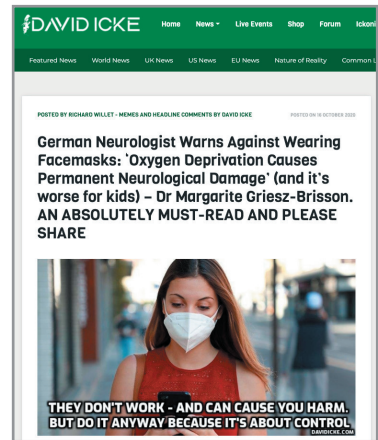 DAVID ICKE
Home News Live Events Shop Forum Ickoni
Featured News World News UK News US News EU News Nature of Reality Common L
POSTED BY RICHARD WILLET - MEMES AND HEADLINE COMMENTS BY DAVID ICKE POSTED ON 16 OCTOBER 2020
German Neurologist Warns Against Wearing
Facemasks: ‘Oxygen Deprivation Causes
Permanent Neurological Damage’ (and it’s
worse for kids) – Dr Margarite Griesz-Brisson.
AN ABSOLUTELY MUST-READ AND PLEASE
SHARE
THEY DON'T WORK - AND CAN CAUSE YOU HARM.
BUT DO IT ANYWAY BECAUSE IT'S ABOUT CONTROL
DAVIDICKE.COM